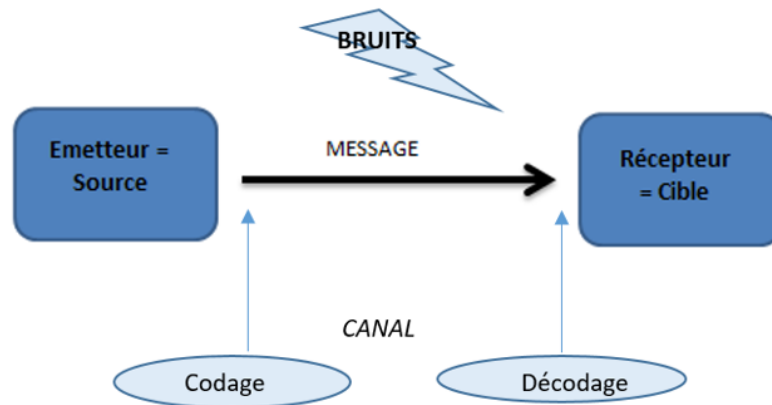 BRUITS
Emetteur =
Source
MESSAGE
Récepteur
= Cible
CANAL
Codage
Décodage